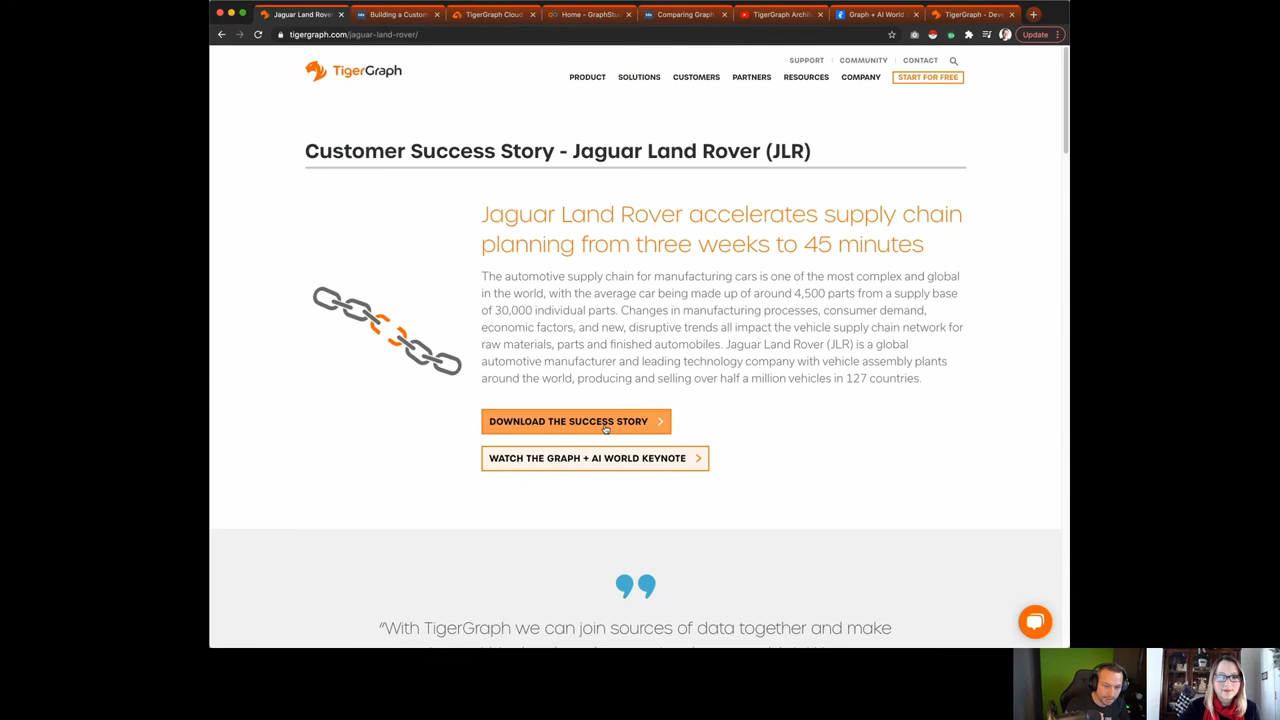 Jaguar Land Rove
Building a Custom
TigerGraph Cloud
Home - GraphStu
Comparing Graph
TigerGraph Archit
Graph + AI World
TigerGraph - Deve
tigergraph.com/jaguar-land-rover/
Update
SUPPORT
COMMUNITY
CONTACT
TigerGraph
PRODUCT
SOLUTIONS
CUSTOMERS
PARTNERS
RESOURCES
COMPANY
START FOR FREE
Customer Success Story - Jaguar Land Rover (JLR)
Jaguar Land Rover accelerates supply chain
planning from three weeks to 45 minutes
The automotive supply chain for manufacturing cars is one of the most complex and global
in the world, with the average car being made up of around 4,500 parts from a supply base
of 30,000 individual parts. Changes in manufacturing processes, consumer demand,
economic factors, and new, disruptive trends all impact the vehicle supply chain network for
raw materials, parts and finished automobiles. Jaguar Land Rover (JLR) is a global
automotive manufacturer and leading technology company with vehicle assembly plants
around the world, producing and selling over half a million vehicles in 127 countries.
DOWNLOAD THE SUCCESS STORY
WATCH THE GRAPH + AI WORLD KEYNOTE
"With TigerGraph we can join sources of data together and make